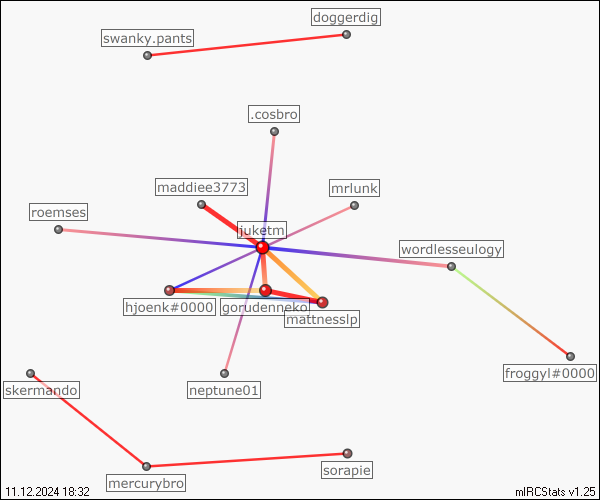 doggerdig
swanky.pants
.cosbro
maddiee3773
mrlunk
roemses
juketm
wordlesseulogy
hjoenk#0000
gorudenneko
mattnesslp
froggyl#0000
skermando
neptune01
sorapie
mercurybro
11.12.2024 18:32
mIRCStats v1.25